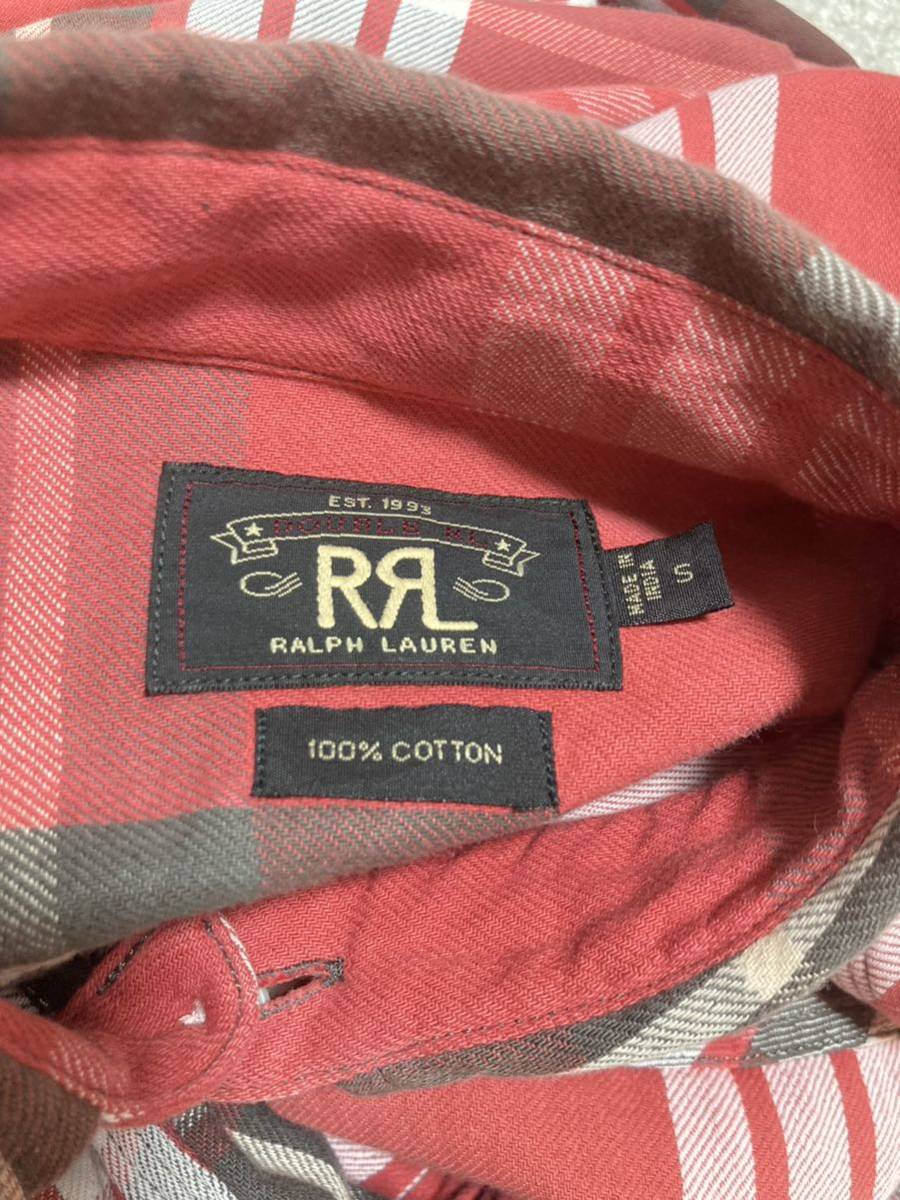 EST. 1993
DOUBLE RL
RRL
RALPH LAUREN
MADE IN
INDIA
S
100% COTTON